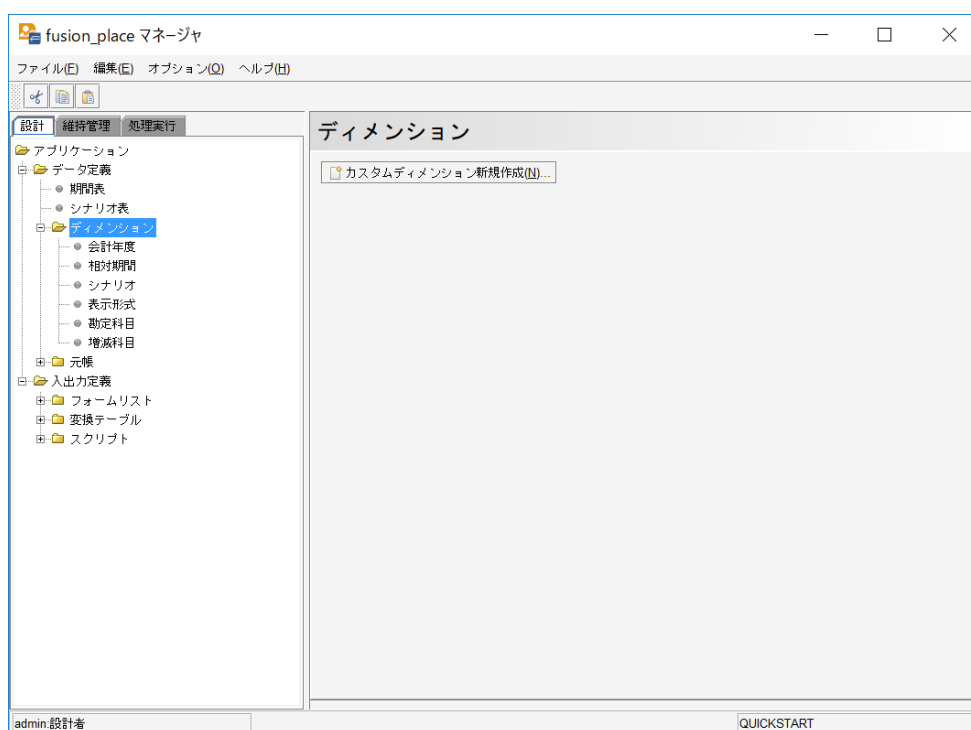 fusion_place マネージャ
ファイル(F) 編集(E) オプション(O) ヘルプ(H)
設計 維持管理 処理実行
ディメンション
アプリケーション
カスタムディメンション新規作成(N)...
データ定義
期間表
シナリオ表
ディメンション
会計年度
相対期間
シナリオ
表示形式
勘定科目
増減科目
元帳
入出力定義
フォームリスト
変換テーブル
スクリプト
admin:設計者
QUICKSTART